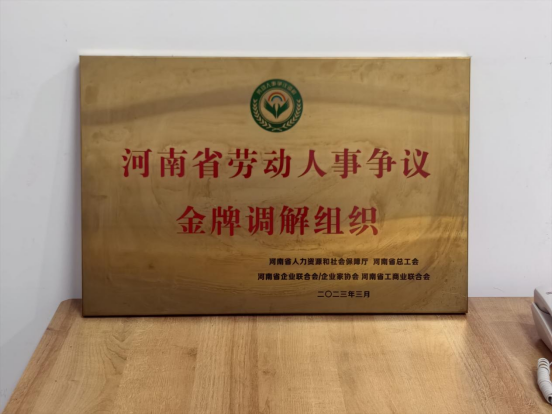 河南省劳动人事争议
金牌调解组织
河南省人力资源和社会保障厅 河南省总工会
河南省企业联合会/企业家协会 河南省工商业联合会
二〇二三年三月